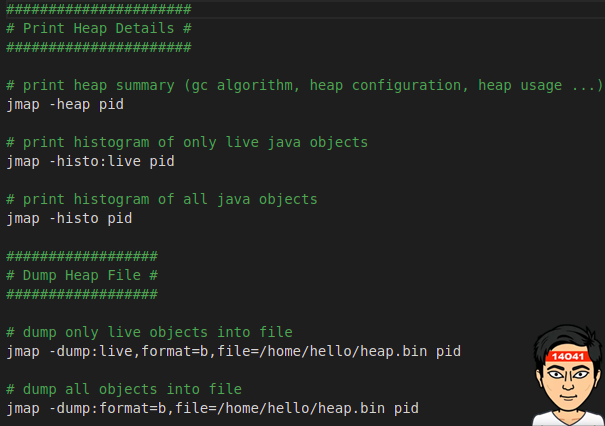 ######################
# Print Heap Details #
######################
# print heap summary (gc algorithm, heap configuration, heap usage ...)
jmap -heap pid
# print histogram of only live java objects
jmap -histo:live pid
# print histogram of all java objects
jmap -histo pid
##################
# Dump Heap File #
##################
# dump only live objects into file
jmap -dump:live,format=b,file=/home/hello/heap.bin pid
# dump all objects into file
jmap -dump:format=b,file=/home/hello/heap.bin pid
14041